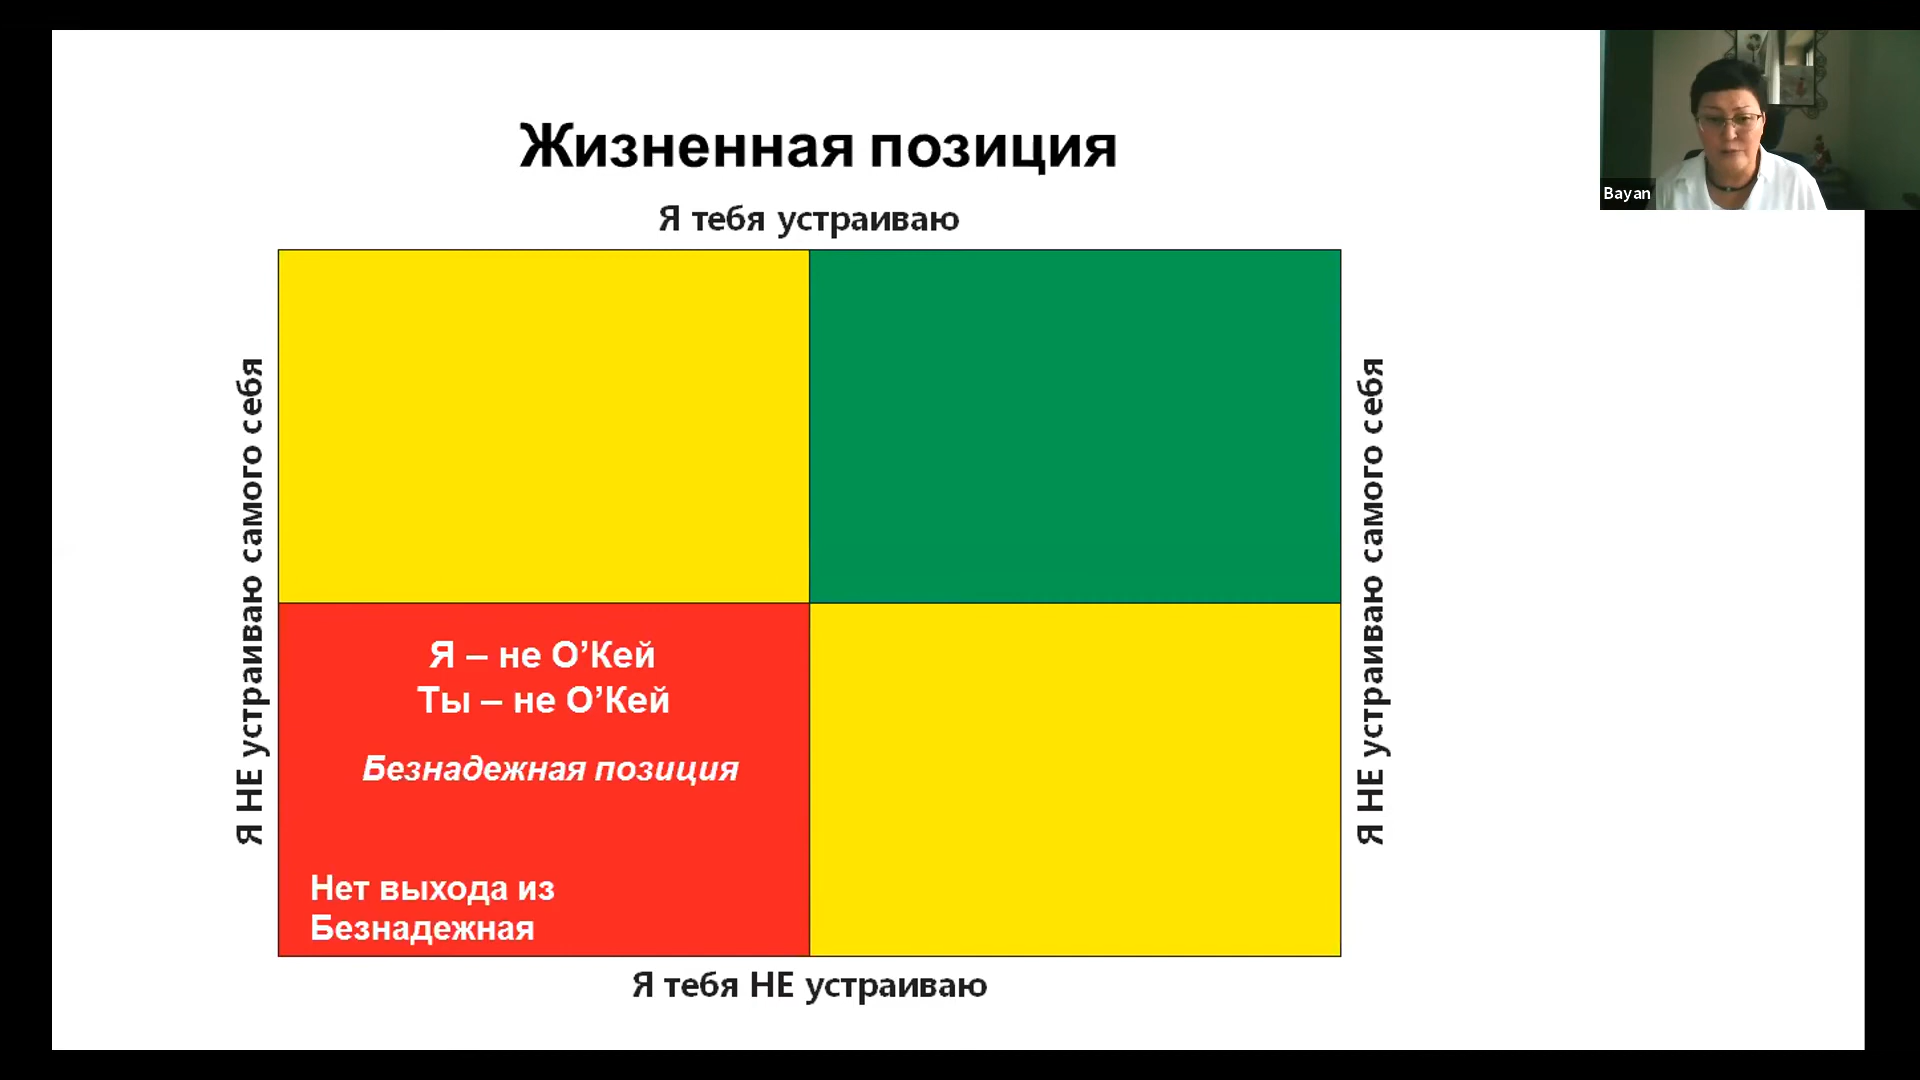 Жизненная позиция
Bayan
Я тебя устраиваю
Я НЕ устраиваю самого себя
Я НЕ устраиваю самого себя
Я – не О’Кей
Ты – не О’Кей
Безнадежная позиция
Нет выхода из
Безнадежная
Я тебя НЕ устраиваю